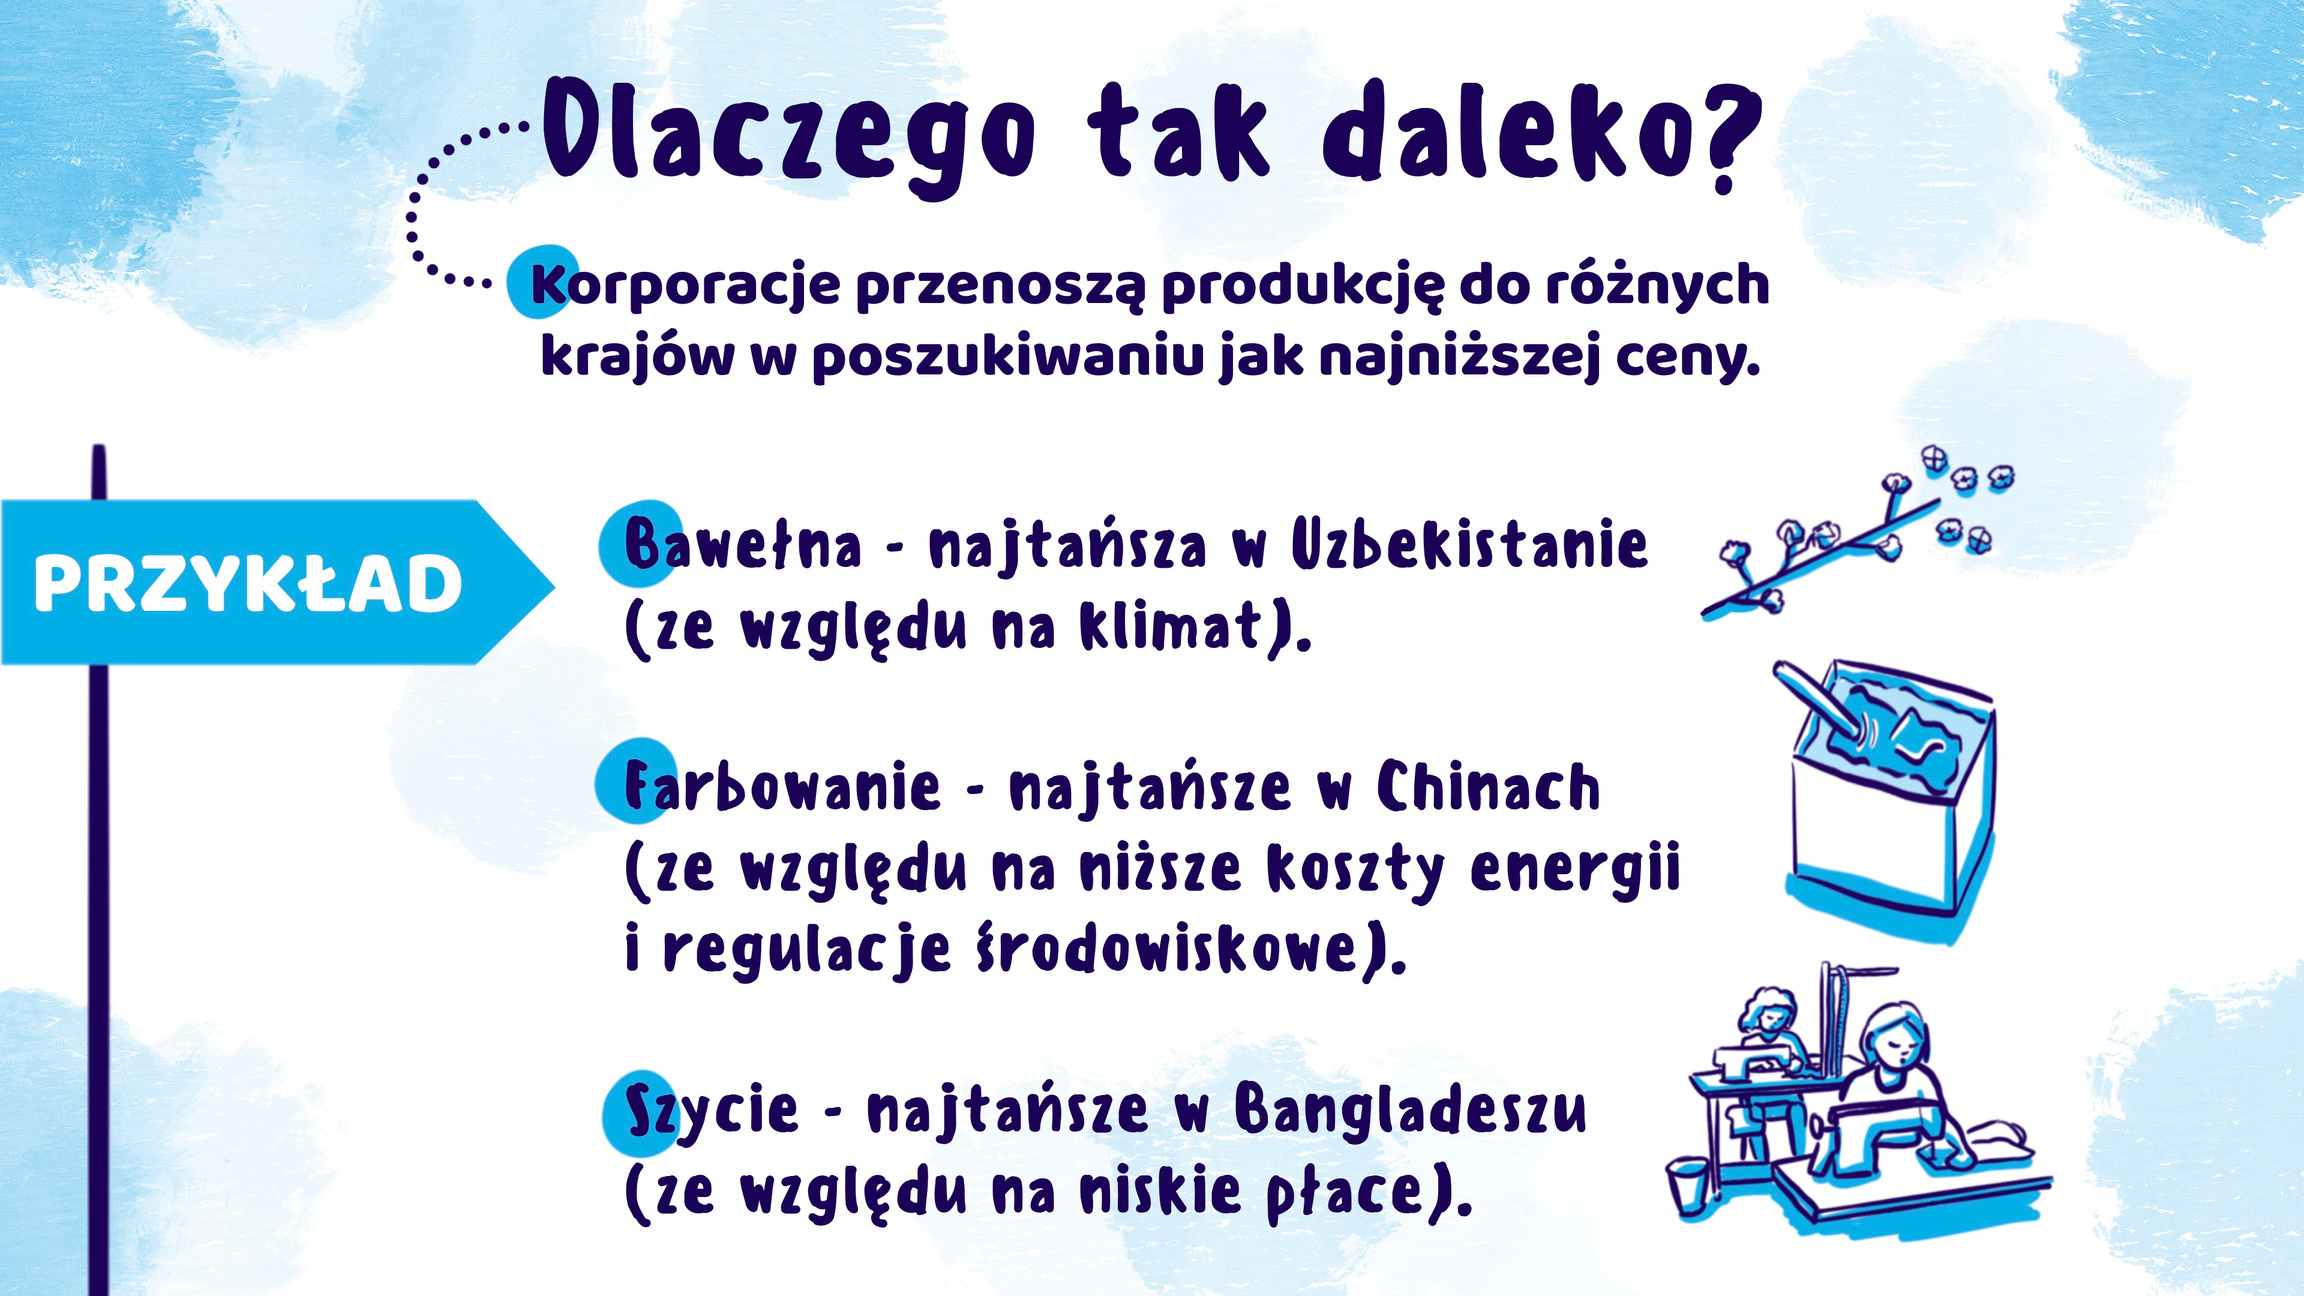 Dlaczego tak daleko?
Korporacje przenoszą produkcję do różnych
krajów w poszukiwaniu jak najniższej ceny.
PRZYKŁAD
Bawełna - najtańsza w Uzbekistanie
(ze względu na klimat).
Farbowanie - najtańsze w Chinach
(ze względu na niższe koszty energii
i regulacje środowiskowe).
Szycie - najtańsze w Bangladeszu
(ze względu na niskie płace).